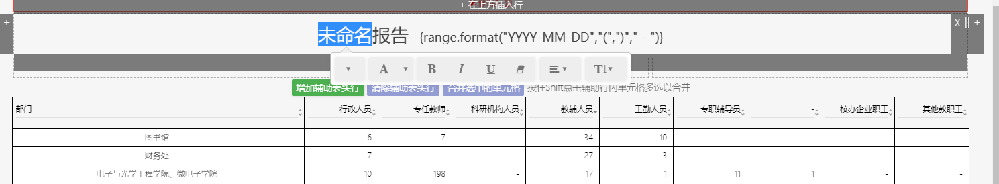 + 在上方插入行
+ x || +
未命名报告 {range.format("YYYY-MM-DD","(",")"," - ")}
A B I U T
增加辅助表头行 清除辅助表头行 合并选中的单元格 按住Shift点击辅助行内单元格多选以合并
部门 行政人员 专任教师 科研机构人员 教辅人员 工勤人员 专职辅导员 - 校办企业职工 其他教职工
图书馆 6 7 - 34 10 - - - -
财务处 7 - - 27 3 - - - -
电子与光学工程学院、微电子学院 10 198 - 17 1 11 1 - -